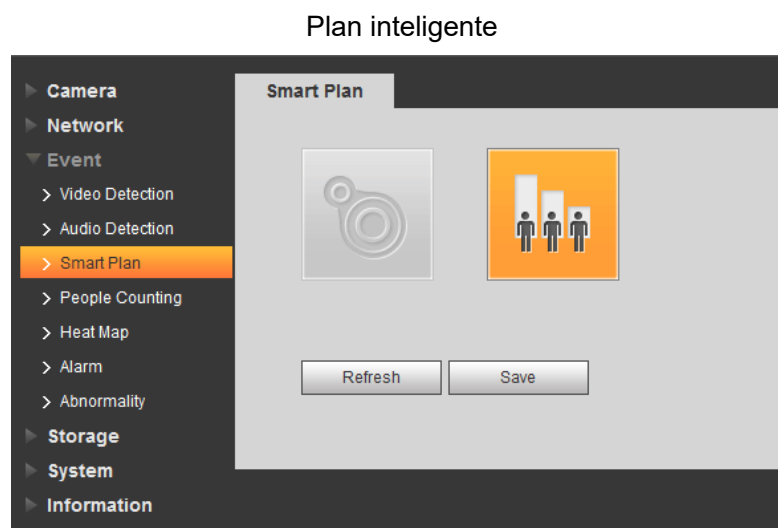 Plan inteligente
Camera
Network
Event
Video Detection
Audio Detection
Smart Plan
People Counting
Heat Map
Alarm
Abnormality
Storage
System
Information
Smart Plan
Refresh
Save